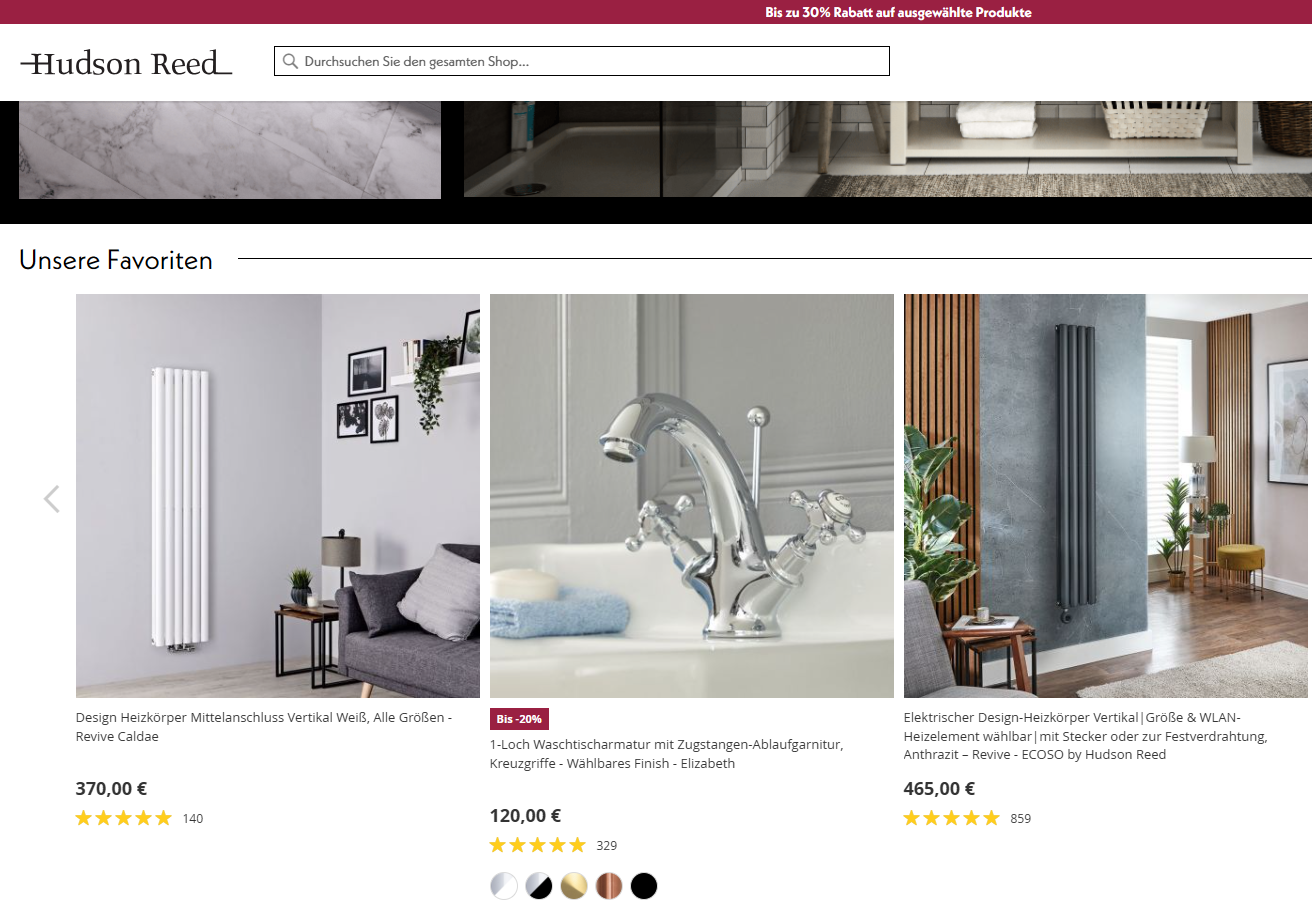 Bis zu 30% Rabatt auf ausgewählte Produkte
Hudson Reed
Durchsuchen Sie den gesamten Shop...
Unsere Favoriten
Design Heizkörper Mittelanschluss Vertikal Weiß, Alle Größen -
Revive Caldae
370,00 €
140
Bis -20%
1-Loch Waschtischarmatur mit Zugstangen-Ablaufgarnitur,
Kreuzgriffe - Wählbares Finish - Elizabeth
120,00 €
329
Elektrischer Design-Heizkörper Vertikal|Größe & WLAN-
Heizelement wählbar|mit Stecker oder zur Festverdrahtung,
Anthrazit – Revive - ECOSO by Hudson Reed
465,00 €
859